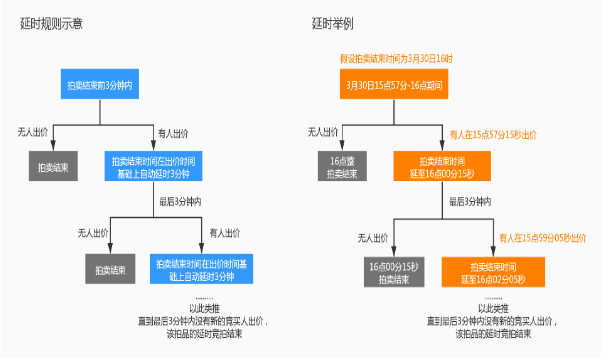 延时规则示意
拍卖结束前3分钟内
无人出价
有人出价
拍卖结束
拍卖结束时间在出价时间
基础上自动延时3分钟
最后3分钟内
无人出价
有人出价
拍卖结束
拍卖结束时间在出价时间基
础上自动延时3分钟
………
以此类推
直到最后3分钟内没有新的竞买人出价，
该拍品的延时竞拍结束
延时举例
假设拍卖结束时间为3月30日16时
3月30日15点57分-16点期间
无人出价
有人在15点57分15秒出价
16点整
拍卖结束
拍卖结束时间
延至16点00分15秒
最后3分钟内
无人出价
有人在15点59分05秒出价
16点00分15秒
拍卖结束
拍卖结束时间
延至16点02分05秒
………
以此类推
直到最后3分钟内没有新的竞买人出价，
该拍品的延时竞拍结束